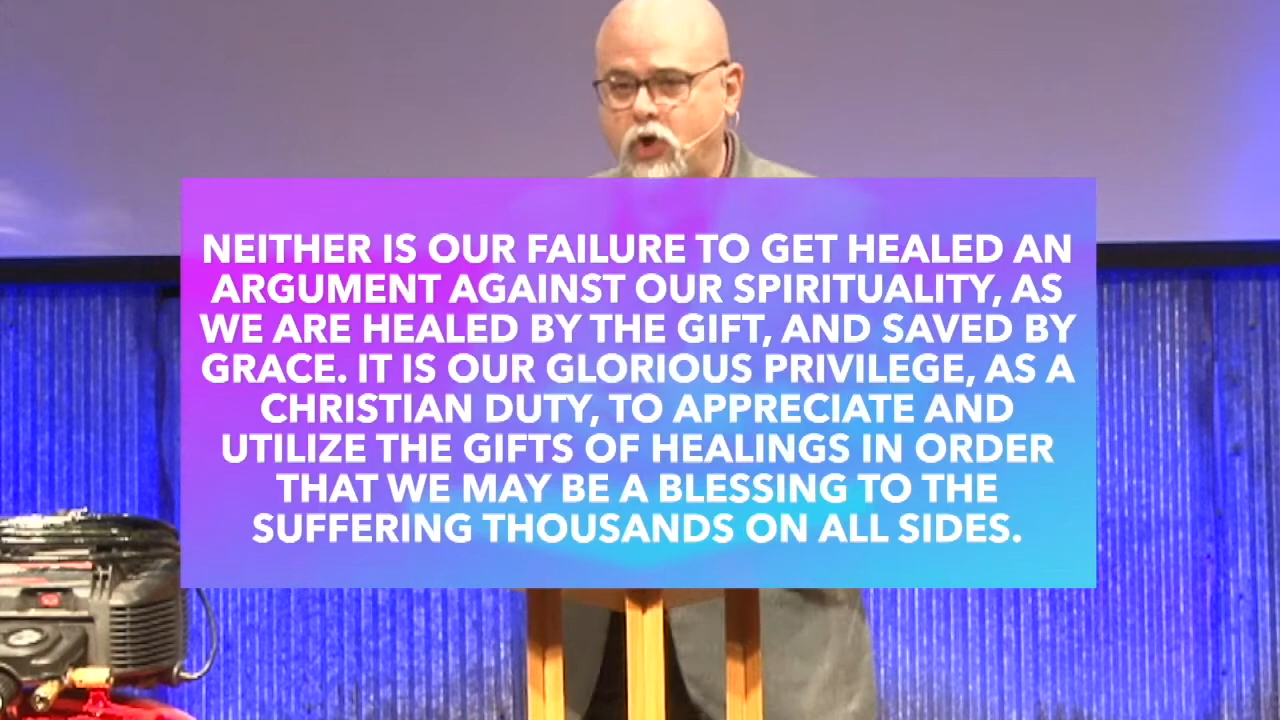 NEITHER IS OUR FAILURE TO GET HEALED AN
ARGUMENT AGAINST OUR SPIRITUALITY, AS
WE ARE HEALED BY THE GIFT, AND SAVED BY
GRACE. IT IS OUR GLORIOUS PRIVILEGE, AS A
CHRISTIAN DUTY, TO APPRECIATE AND
UTILIZE THE GIFTS OF HEALINGS IN ORDER
THAT WE MAY BE A BLESSING TO THE
SUFFERING THOUSANDS ON ALL SIDES.